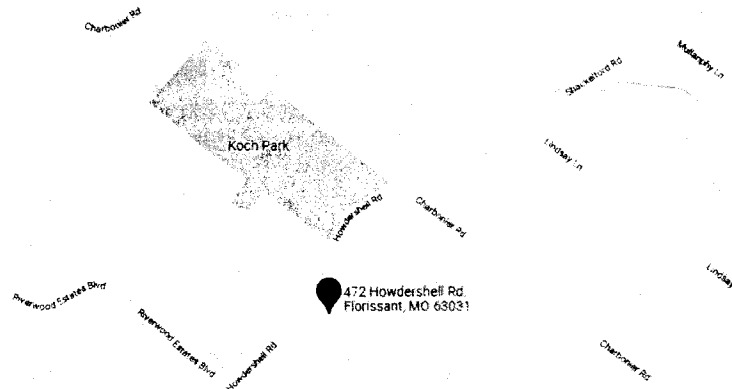 Charbonier Rd
Mullanphy Ln
Shackelford Rd
Koch Park
Lindsay Ln
Howdershell Rd
Charbonier Rd
Lindsay
Riverwood Estates Blvd
472 Howdershell Rd.
Florissant, MO 63031
Riverwood Estates Blvd
Howdershell Rd
Charbonier Rd